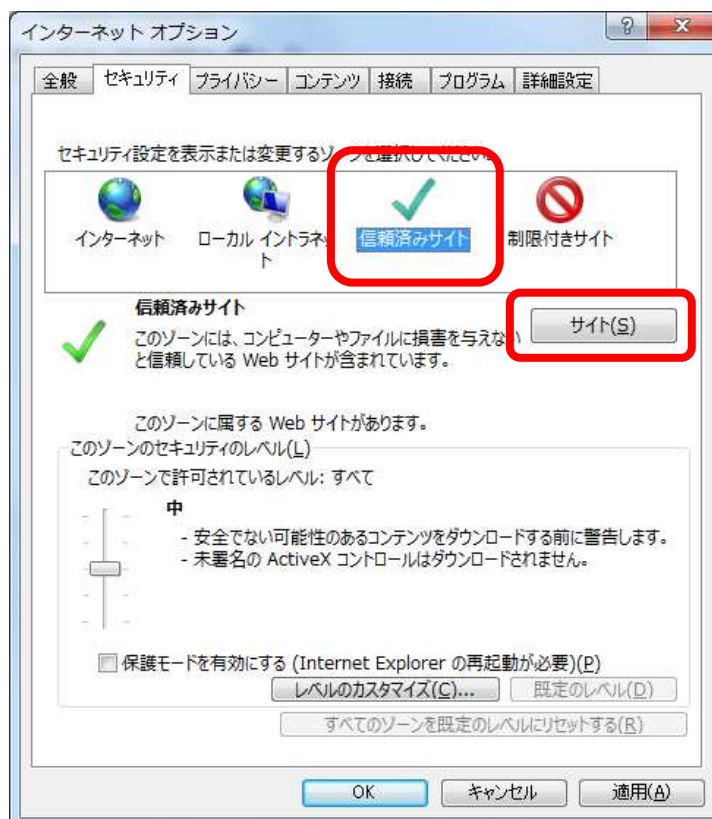 インターネット オプション
全般 セキュリティ プライバシー コンテンツ 接続 プログラム 詳細設定
セキュリティ設定を表示または変更するゾーンを選択してください。
インターネット ローカル イントラネット 信頼済みサイト 制限付きサイト
信頼済みサイト
サイト(S)
このゾーンには、コンピューターやファイルに損害を与えない
と信頼している Web サイトが含まれています。
このゾーンに属する Web サイトがあります。
このゾーンのセキュリティのレベル(L)
このゾーンで許可されているレベル: すべて
中
- 安全でない可能性のあるコンテンツをダウンロードする前に警告します。
- 未署名の ActiveX コントロールはダウンロードされません。
保護モードを有効にする (Internet Explorer の再起動が必要)(P)
レベルのカスタマイズ(C)... 既定のレベル(D)
すべてのゾーンを既定のレベルにリセットする(R)
OK キャンセル 適用(A)